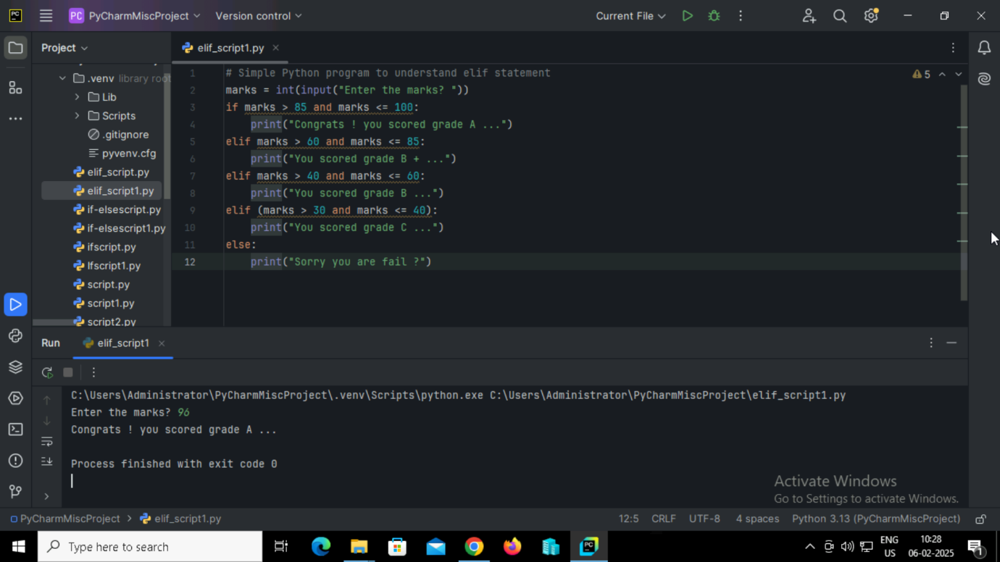 PC
PC PyCharmMiscProject Version control Current File
Project
elif_script1.py
.venv library root
Lib
Scripts
.gitignore
pyvenv.cfg
elif_script.py
elif_script1.py
if-elsescript.py
if-elsescript1.py
ifscript.py
Ifscript1.py
script.py
script1.py
script2.py
1 # Simple Python program to understand elif statement
2 marks = int(input("Enter the marks? "))
3 if marks > 85 and marks <= 100:
4 print("Congrats ! you scored grade A ...")
5 elif marks > 60 and marks <= 85:
6 print("You scored grade B + ...")
7 elif marks > 40 and marks <= 60:
8 print("You scored grade B ...")
9 elif (marks > 30 and marks <= 40):
10 print("You scored grade C ...")
11 else:
12 print("Sorry you are fail ?")
5
Run elif_script1
C:\Users\Administrator\PyCharmMiscProject\.venv\Scripts\python.exe C:\Users\Administrator\PyCharmMiscProject\elif_script1.py
Enter the marks? 96
Congrats ! you scored grade A ...
Process finished with exit code 0
Activate Windows
Go to Settings to activate Windows.
PyCharmMiscProject > elif_script1.py 12:5 CRLF UTF-8 4 spaces Python 3.13 (PyCharmMiscProject)
Type here to search
PC
ENG
US
10:28
06-02-2025
1